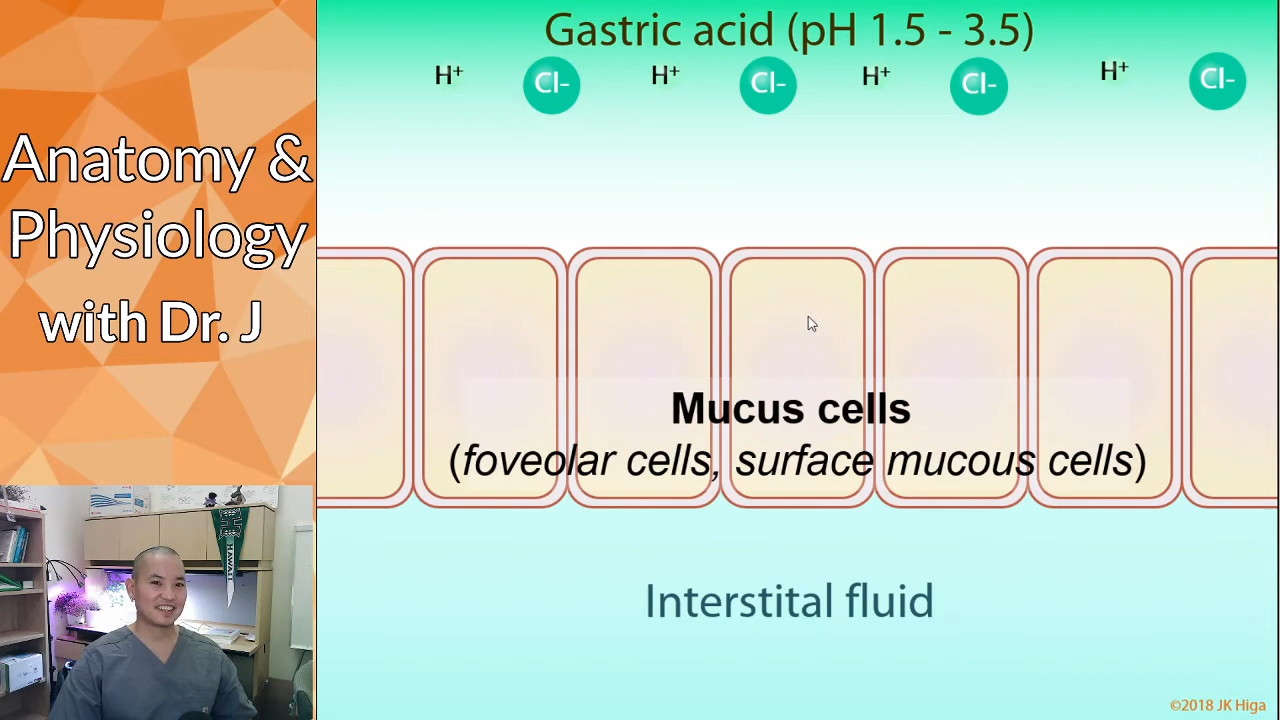 Anatomy &
Physiology
with Dr. J
HAWAII
Gastric acid (pH 1.5 - 3.5)
H⁺ Cl- H⁺ Cl- H⁺ Cl- H⁺ Cl-
Mucus cells
(foveolar cells, surface mucous cells)
Interstital fluid
©2018 JK Higa